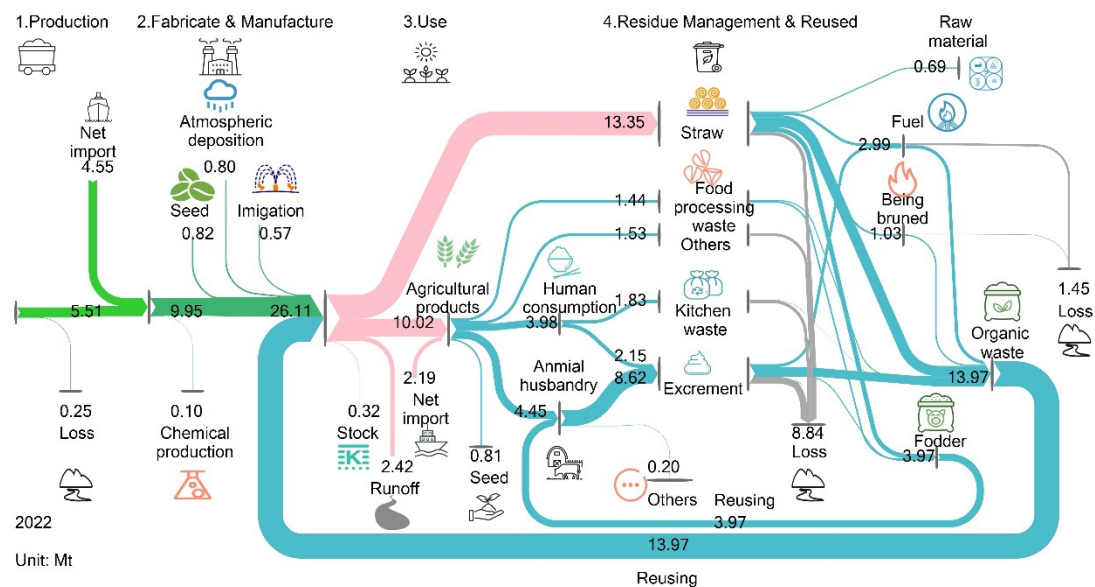 1.Production
2.Fabricate & Manufacture
3.Use
4.Residue Management & Reused
Raw
material
0.69
Net
import
4.55
Atmospheric
deposition
0.80
Seed
0.82
Imigation
0.57
13.35
Straw
Fuel
2.99
1.44
Food
processing
waste
1.53
Others
Being
bruned
1.03
5.51
9.95
26.11
Agricultural
products
10.02
Human
consumption
3.98
1.83
Kitchen
waste
1.45
Loss
Organic
waste
13.97
2.15
8.62
Excrement
Anmial
husbandry
4.45
2.19
Net
import
0.25
Loss
0.10
Chemical
production
0.32
Stock
K
2.42
Runoff
0.81
Seed
0.20
Others
8.84
Loss
Fodder
3.97
Reusing
3.97
13.97
Reusing
2022
Unit: Mt